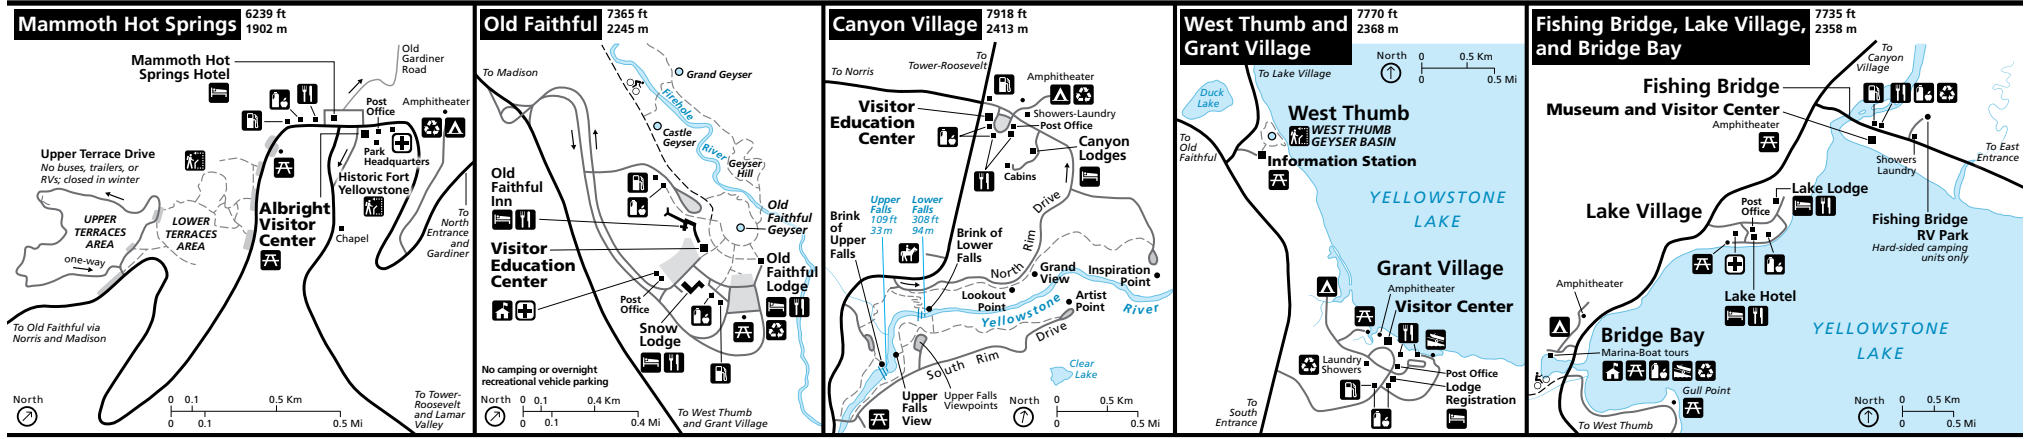 Mammoth Hot Springs
6239 ft
1902 m
Mammoth Hot
Springs Hotel
Old
Gardiner
Road
Post
Office
Amphitheater
Park
Headquarters
Upper Terrace Drive
No buses, trailers, or
RVs; closed in winter
Historic Fort
Yellowstone
UPPER
TERRACES
AREA
LOWER
TERRACES
AREA
one-way
Albright
Visitor
Center
Chapel
To
North
Entrance
and
Gardiner
To Old Faithful via
Norris and Madison
To Tower-
Roosevelt
and Lamar
Valley
North
0 0.1 0.5 Km
0 0.1 0.5 Mi
Old Faithful
7365 ft
2245 m
To Madison
Grand Geyser
Firehole
River
Castle
Geyser
Geyser
Hill
Old
Faithful
Inn
Old
Faithful
Geyser
Visitor
Education
Center
Old
Faithful
Lodge
Post
Office
Snow
Lodge
No camping or overnight
recreational vehicle parking
North
0 0.1 0.4 Km
0 0.1 0.4 Mi
To West Thumb
and Grant Village
Canyon Village
7918 ft
2413 m
To Norris
To
Tower-Roosevelt
Amphitheater
Visitor
Education
Center
Showers-Laundry
Post Office
Canyon
Lodges
Cabins
Upper
Falls
109 ft
33 m
Lower
Falls
308 ft
94 m
Brink
of
Upper
Falls
Brink of
Lower
Falls
North Rim Drive
Grand
View
Inspiration
Point
Lookout
Point
Artist
Point
Yellowstone
River
South Rim Drive
Clear
Lake
Upper
Falls
View
Upper Falls
Viewpoints
North
0 0.5 Km
0 0.5 Mi
West Thumb and
Grant Village
7770 ft
2368 m
To Lake Village
North
0 0.5 Km
0 0.5 Mi
Duck
Lake
West Thumb
WEST THUMB
GEYSER BASIN
To
Old
Faithful
Information Station
YELLOWSTONE
LAKE
Grant Village
Amphitheater
Visitor Center
Laundry
Showers
Post Office
Lodge
Registration
To
South
Entrance
Fishing Bridge, Lake Village,
and Bridge Bay
7735 ft
2358 m
To
Canyon
Village
Fishing Bridge
Museum and Visitor Center
Amphitheater
To East
Entrance
Showers
Laundry
Lake Lodge
Post
Office
Lake Village
Fishing Bridge
RV Park
Hard-sided camping
units only
Amphitheater
Lake Hotel
Bridge Bay
Marina-Boat tours
YELLOWSTONE
LAKE
Gull Point
To West Thumb
North
0 0.5 Km
0 0.5 Mi